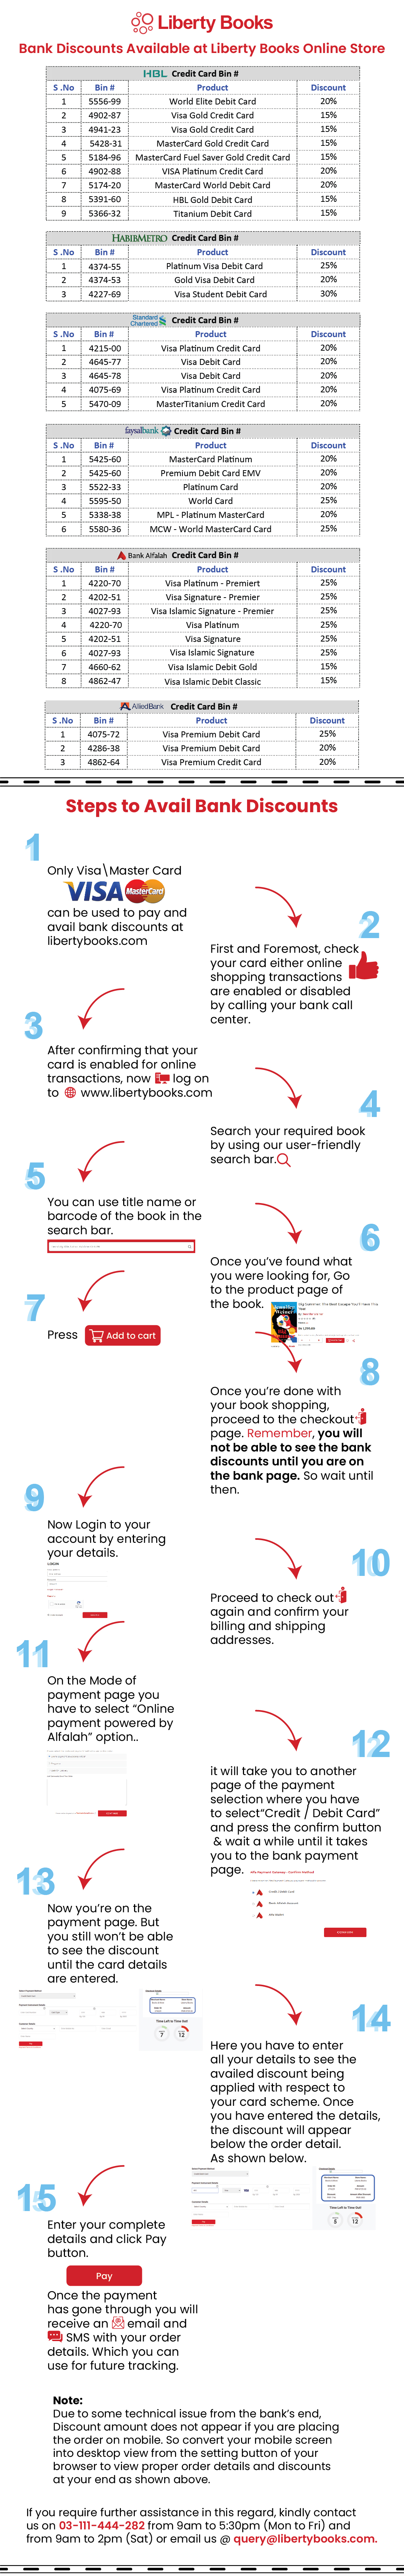 Liberty Books
Bank Discounts Available at Liberty Books Online Store
HBL Credit Card Bin #
S .No Bin # Product Discount
1 5556-99 World Elite Debit Card 20%
2 4902-87 Visa Gold Credit Card 15%
3 4941-23 Visa Gold Credit Card 15%
4 5428-31 MasterCard Gold Credit Card 15%
5 5184-96 MasterCard Fuel Saver Gold Credit Card 15%
6 4902-88 VISA Platinum Credit Card 20%
7 5174-20 MasterCard World Debit Card 20%
8 5391-60 HBL Gold Debit Card 15%
9 5366-32 Titanium Debit Card 15%
HABIBMETRO Credit Card Bin #
S .No Bin # Product Discount
1 4374-55 Platinum Visa Debit Card 25%
2 4374-53 Gold Visa Debit Card 20%
3 4227-69 Visa Student Debit Card 30%
Standard Chartered Credit Card Bin #
S .No Bin # Product Discount
1 4215-00 Visa Platinum Credit Card 20%
2 4645-77 Visa Debit Card 20%
3 4645-78 Visa Debit Card 20%
4 4075-69 Visa Platinum Credit Card 20%
5 5470-09 MasterTitanium Credit Card 20%
faysalbank Credit Card Bin #
S .No Bin # Product Discount
1 5425-60 MasterCard Platinum 20%
2 5425-60 Premium Debit Card EMV 20%
3 5522-33 Platinum Card 20%
4 5595-50 World Card 25%
5 5338-38 MPL - Platinum MasterCard 20%
6 5580-36 MCW - World MasterCard Card 25%
Bank Alfalah Credit Card Bin #
S .No Bin # Product Discount
1 4220-70 Visa Platinum - Premiert 25%
2 4202-51 Visa Signature - Premier 25%
3 4027-93 Visa Islamic Signature - Premier 25%
4 4220-70 Visa Platinum 25%
5 4202-51 Visa Signature 25%
6 4027-93 Visa Islamic Signature 25%
7 4660-62 Visa Islamic Debit Gold 15%
8 4862-47 Visa Islamic Debit Classic 15%
AlliedBank Credit Card Bin #
S .No Bin # Product Discount
1 4075-72 Visa Premium Debit Card 25%
2 4286-38 Visa Premium Debit Card 20%
3 4862-64 Visa Premium Credit Card 20%
Steps to Avail Bank Discounts
1
Only Visa\Master Card
VISA MasterCard
can be used to pay and
avail bank discounts at
libertybooks.com
2
First and Foremost, check
your card either online
shopping transactions
are enabled or disabled
by calling your bank call
center.
3
After confirming that your
card is enabled for online
transactions, now log on
to www.libertybooks.com
4
Search your required book
by using our user-friendly
search bar.
5
You can use title name or
barcode of the book in the
search bar.
6
Once you've found what
you were looking for, Go
to the product page of
the book.
7
Press Add to cart
8
Once you're done with
your book shopping,
proceed to the checkout
page. Remember, you will
not be able to see the bank
discounts until you are on
the bank page. So wait until
then.
9
Now Login to your
account by entering
your details.
10
Proceed to check out
again and confirm your
billing and shipping
addresses.
11
On the Mode of
payment page you
have to select “Online
payment powered by
Alfalah” option..
12
it will take you to another
page of the payment
selection where you have
to select“Credit / Debit Card”
and press the confirm button
& wait a while until it takes
you to the bank payment
page.
13
Now you're on the
payment page. But
you still won't be able
to see the discount
until the card details
are entered.
14
Here you have to enter
all your details to see the
availed discount being
applied with respect to
your card scheme. Once
you have entered the details,
the discount will appear
below the order detail.
As shown below.
15
Enter your complete
details and click Pay
button.
Pay
Once the payment
has gone through you will
receive an email and
SMS with your order
details. Which you can
use for future tracking.
Note:
Due to some technical issue from the bank's end,
Discount amount does not appear if you are placing
the order on mobile. So convert your mobile screen
into desktop view from the setting button of your
browser to view proper order details and discounts
at your end as shown above.
If you require further assistance in this regard, kindly contact
us on 03-111-444-282 from 9am to 5:30pm (Mon to Fri) and
from 9am to 2pm (Sat) or email us @ query@libertybooks.com.